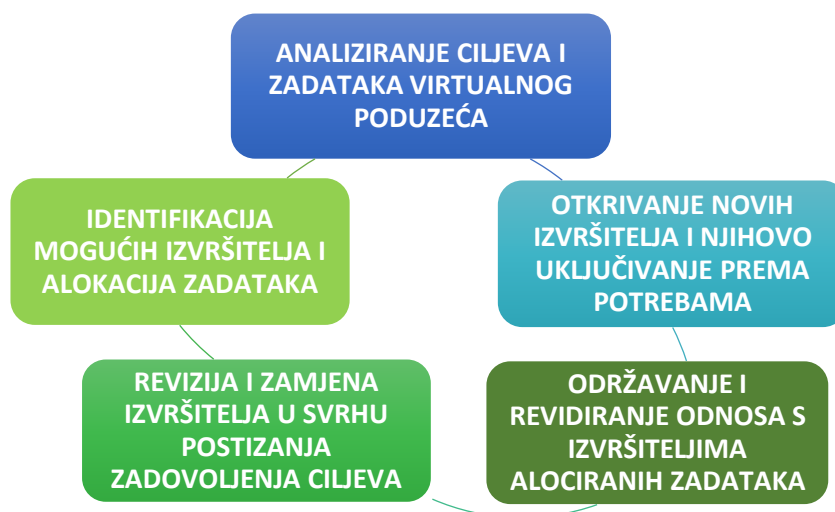 ANALIZIRANJE CILJEVA I
ZADATAKA VIRTUALNOG
PODUZEĆA
IDENTIFIKACIJA
MOGUĆIH IZVRŠITELJA I
ALOKACIJA ZADATAKA
OTKRIVANJE NOVIH
IZVRŠITELJA I NJIHOVO
UKLJUČIVANJE PREMA
POTREBAMA
REVIZIJA I ZAMJENA
IZVRŠITELJA U SVRHU
POSTIZANJA
ZADOVOLJENJA CILJEVA
ODRŽAVANJE I
REVIDIRANJE ODNOSA S
IZVRŠITELJIMA
ALOCIRANIH ZADATAKA